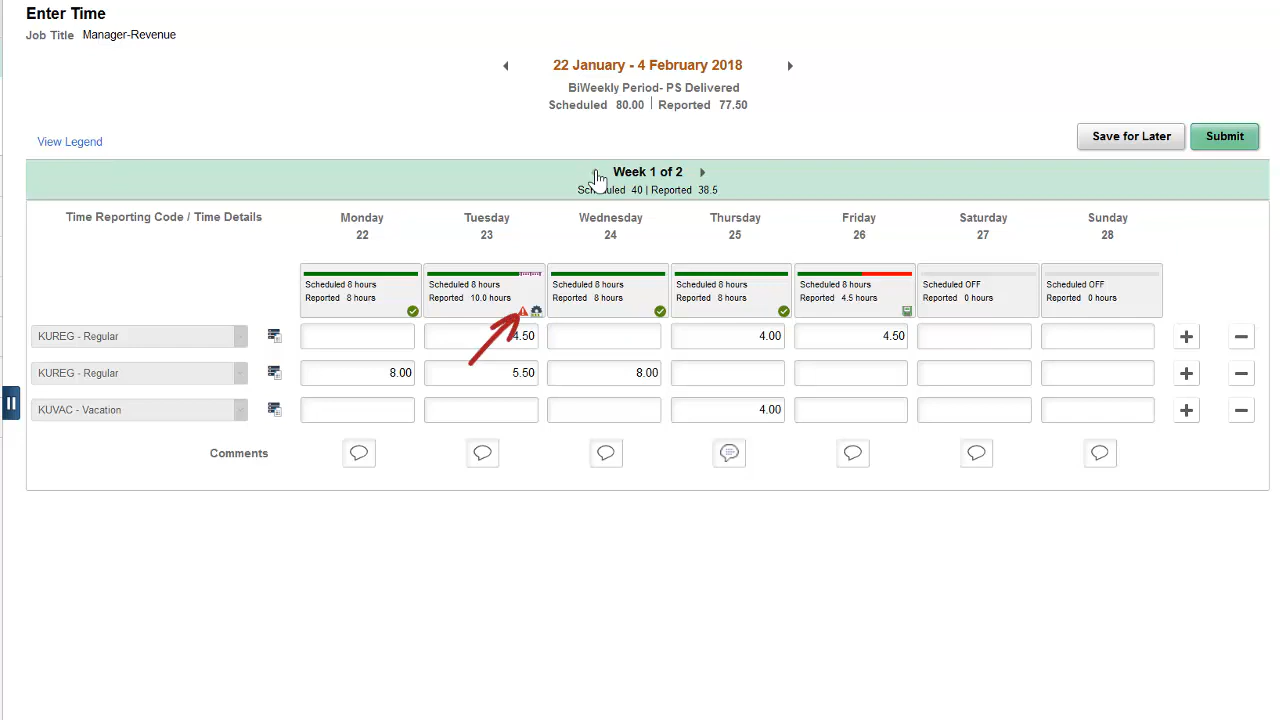 Enter Time
Job Title Manager-Revenue
22 January - 4 February 2018
BiWeekly Period- PS Delivered
Scheduled 80.00 | Reported 77.50
View Legend
Save for Later Submit
Week 1 of 2
Scheduled 40 | Reported 38.5
Time Reporting Code / Time Details Monday Tuesday Wednesday Thursday Friday Saturday Sunday
22 23 24 25 26 27 28
Scheduled 8 hours Scheduled 8 hours Scheduled 8 hours Scheduled 8 hours Scheduled 8 hours Scheduled OFF Scheduled OFF
Reported 8 hours Reported 10.0 hours Reported 8 hours Reported 8 hours Reported 4.5 hours Reported 0 hours Reported 0 hours
KUREG - Regular 4.50 4.00 4.50
KUREG - Regular 8.00 5.50 8.00
KUVAC - Vacation 4.00
Comments